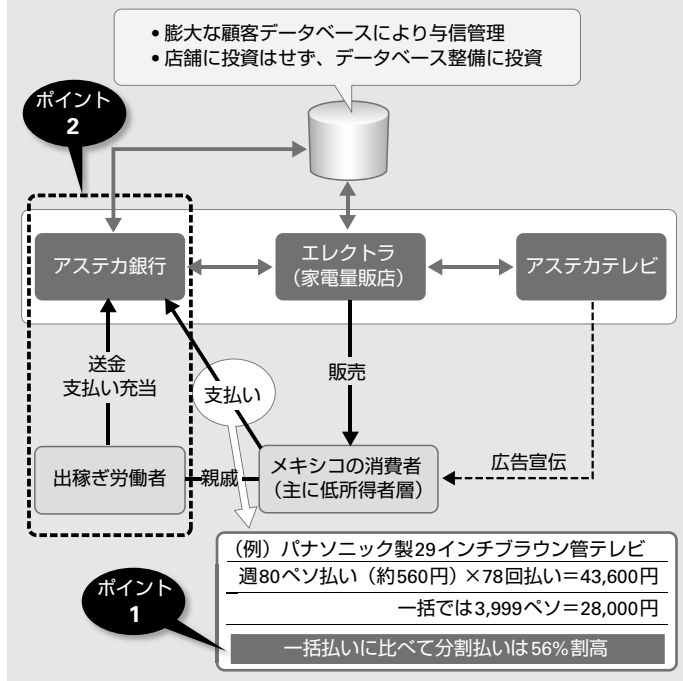 • 膨大な顧客データベースにより与信管理
• 店舗に投資はせず、データベース整備に投資
ポイント
2
アステカ銀行
エレクトラ
（家電量販店）
アステカテレビ
送金
支払い充当
支払い
販売
広告宣伝
出稼ぎ労働者
親戚
メキシコの消費者
（主に低所得者層）
（例）パナソニック製29インチブラウン管テレビ
週80ペソ払い（約560円）×78回払い＝43,600円
一括では3,999ペソ＝28,000円
ポイント
1
一括払いに比べて分割払いは56%割高